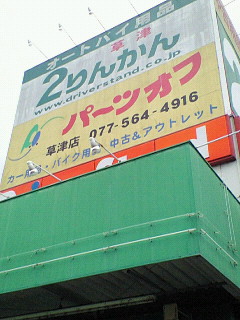 オートバイ用品
草津
2りんかん
www.driverstand.co.jp
パーツオフ
草津店 077-564-4916
カー用品・バイク用品 中古&アウトレット